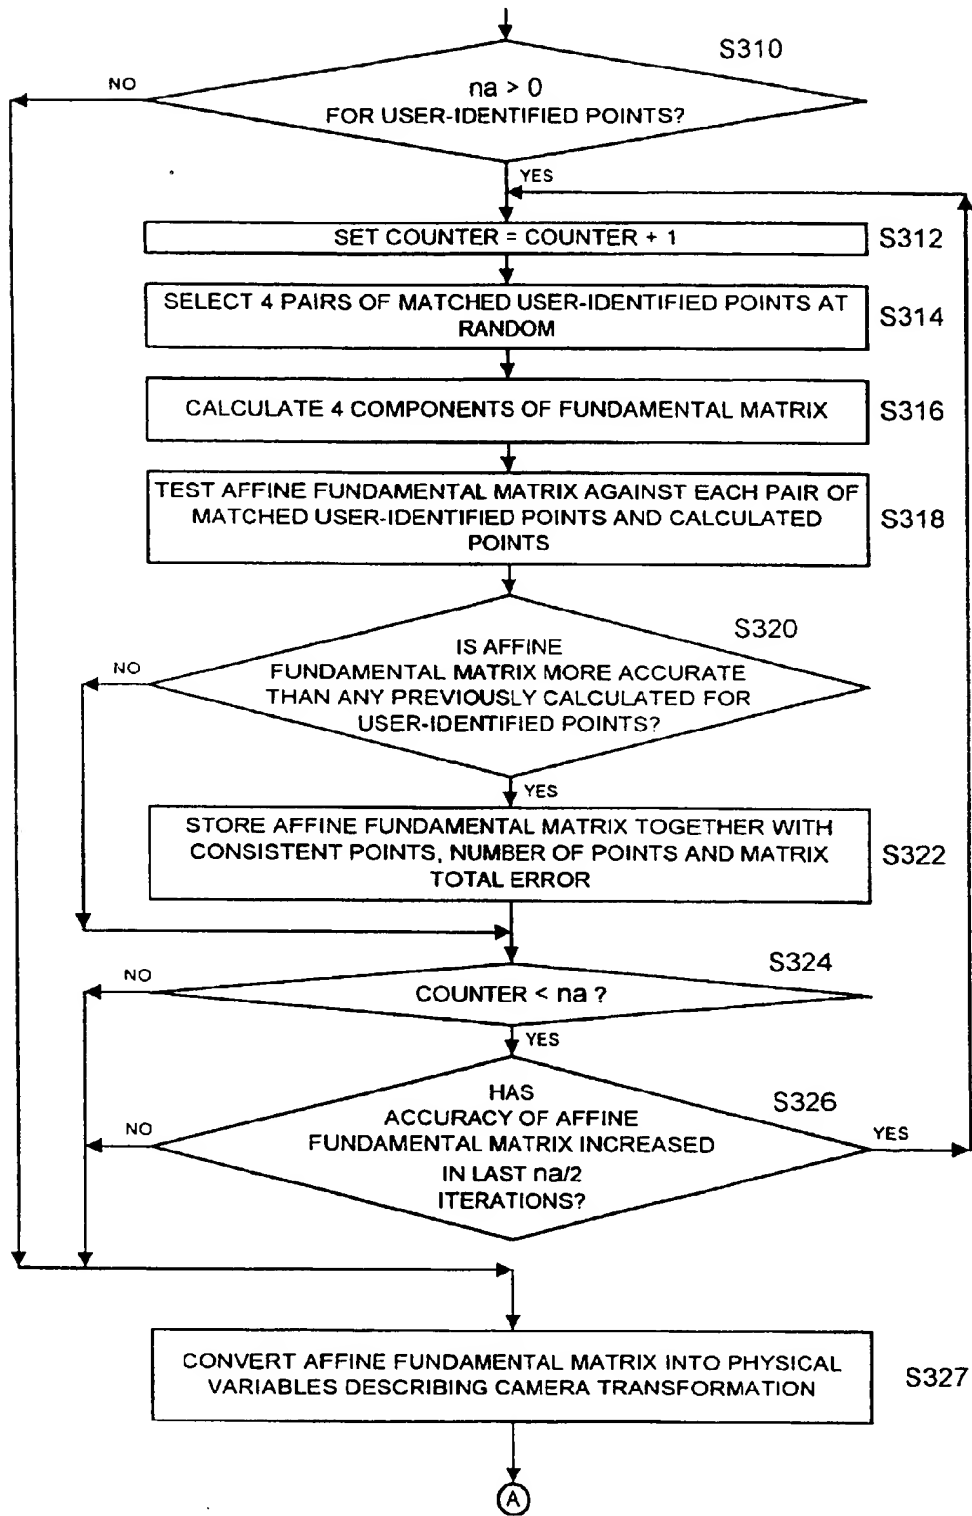 S310
NO
na > 0
FOR USER-IDENTIFIED POINTS?
YES
SET COUNTER = COUNTER + 1
S312
SELECT 4 PAIRS OF MATCHED USER-IDENTIFIED POINTS AT
RANDOM
S314
CALCULATE 4 COMPONENTS OF FUNDAMENTAL MATRIX
S316
TEST AFFINE FUNDAMENTAL MATRIX AGAINST EACH PAIR OF
MATCHED USER-IDENTIFIED POINTS AND CALCULATED
POINTS
S318
S320
NO
IS AFFINE
FUNDAMENTAL MATRIX MORE ACCURATE
THAN ANY PREVIOUSLY CALCULATED FOR
USER-IDENTIFIED POINTS?
YES
STORE AFFINE FUNDAMENTAL MATRIX TOGETHER WITH
CONSISTENT POINTS, NUMBER OF POINTS AND MATRIX
TOTAL ERROR
S322
S324
NO
COUNTER < na ?
YES
S326
HAS
ACCURACY OF AFFINE
FUNDAMENTAL MATRIX INCREASED
IN LAST na/2
ITERATIONS?
NO
YES
CONVERT AFFINE FUNDAMENTAL MATRIX INTO PHYSICAL
VARIABLES DESCRIBING CAMERA TRANSFORMATION
S327
A